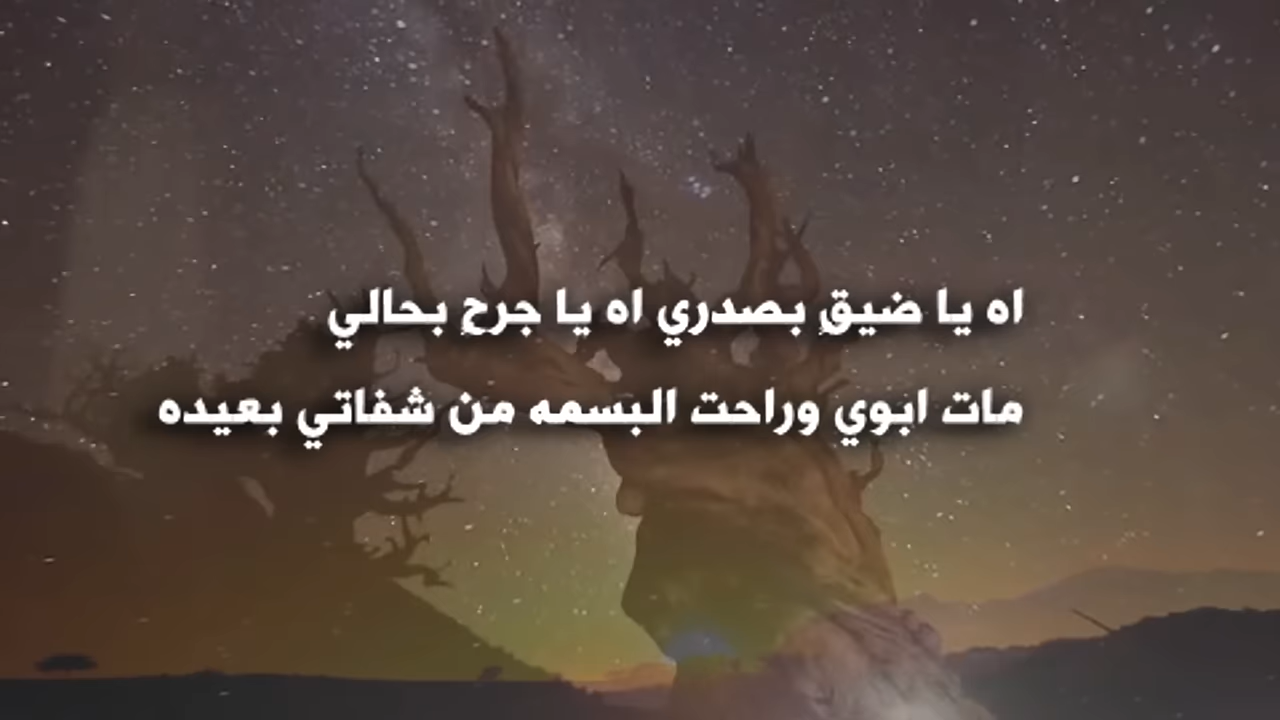 اه يا ضيقٍ بصدري اه يا جرحٍ بحالي
مات ابوي وراحت البسمه من شفاتي بعيده